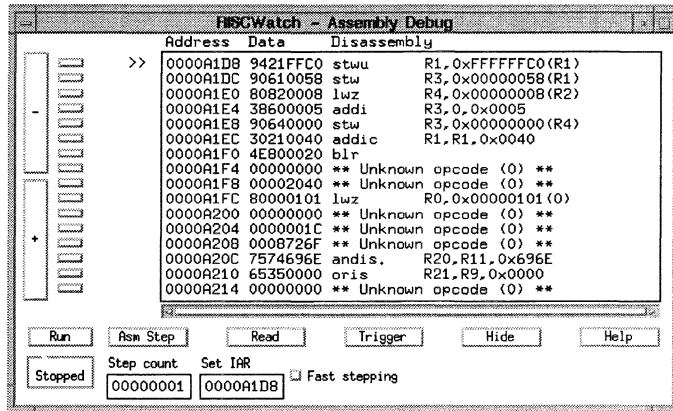 RISCWatch - Assembly Debug
Address Data Disassembly
>> 0000A1D8 9421FFC0 stwu R1,0xFFFFFFC0(R1)
0000A1DC 90610058 stw R3,0x00000058(R1)
0000A1E0 80820008 lwz R4,0x00000008(R2)
0000A1E4 38600005 addi R3,0,0x0005
0000A1E8 90640000 stw R3,0x00000000(R4)
0000A1EC 30210040 addic R1,R1,0x0040
0000A1F0 4E800020 blr
0000A1F4 00000000 ** Unknown opcode (0) **
0000A1F8 00002040 ** Unknown opcode (0) **
0000A1FC 80000101 lwz R0,0x00000101(0)
0000A200 00000000 ** Unknown opcode (0) **
0000A204 0000001C ** Unknown opcode (0) **
0000A208 0008726F ** Unknown opcode (0) **
0000A20C 7574696E andis. R20,R11,0x696E
0000A210 65350000 oris R21,R9,0x0000
0000A214 00000000 ** Unknown opcode (0) **
-
+
Run Asm Step Read Trigger Hide Help
Stopped Step count Set IAR
00000001 0000A1D8 Fast stepping